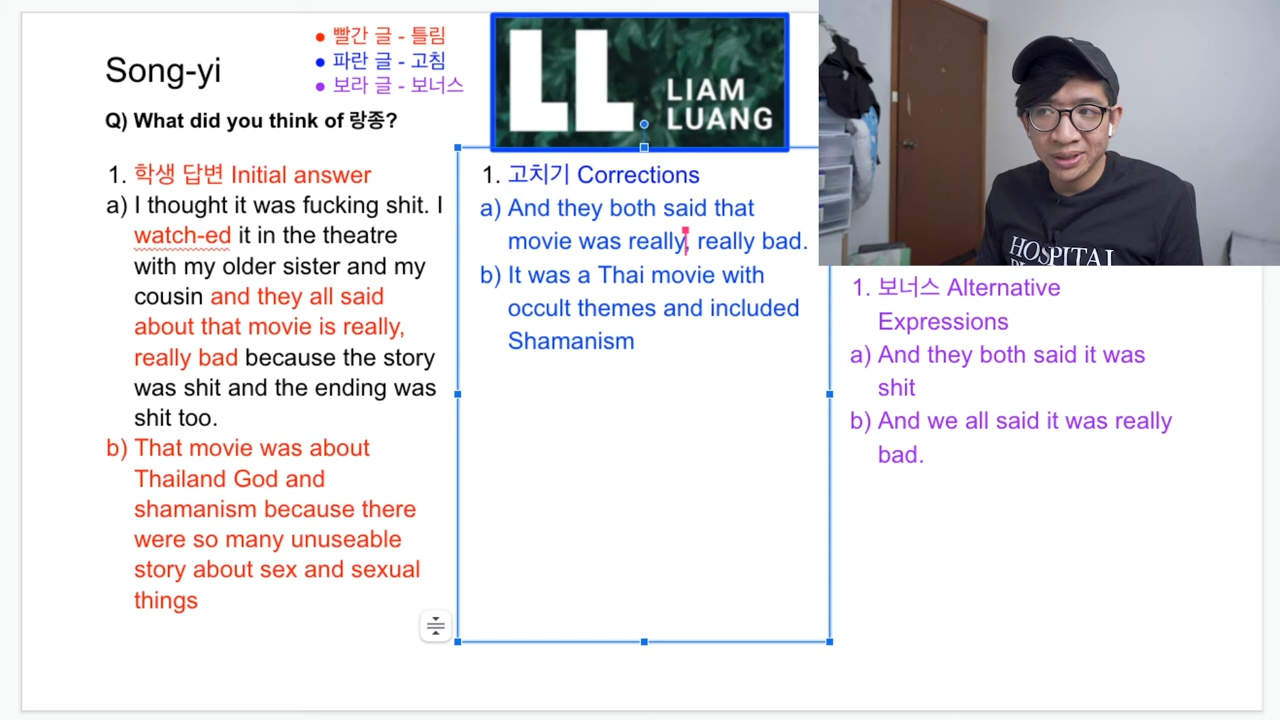 Song-yi
● 빨간 글 - 틀림
● 파란 글 - 고침
● 보라 글 - 보너스
Q) What did you think of 랑종?
LL
LIAM
LUANG
1. 학생 답변 Initial answer
a) I thought it was fucking shit. I
watch-ed it in the theatre
with my older sister and my
cousin and they all said
about that movie is really,
really bad because the story
was shit and the ending was
shit too.
b) That movie was about
Thailand God and
shamanism because there
were so many unuseable
story about sex and sexual
things
1. 고치기 Corrections
a) And they both said that
movie was really, really bad.
b) It was a Thai movie with
occult themes and included
Shamanism
HOSPITAL
1. 보너스 Alternative
Expressions
a) And they both said it was
shit
b) And we all said it was really
bad.